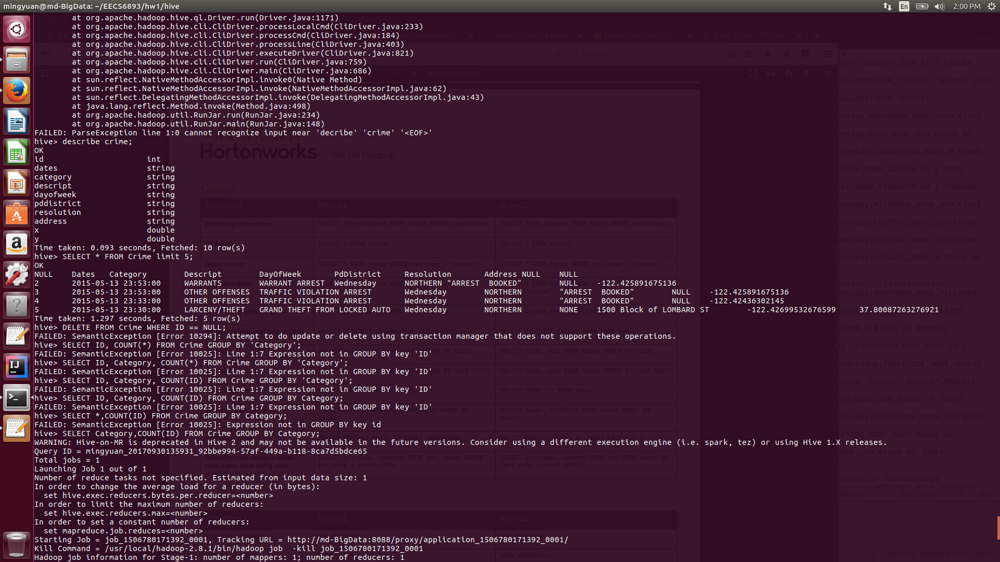 mingyuan@md-BigData: ~/EECS6893/hw1/hive
En
2:00 PM
at org.apache.hadoop.hive.ql.Driver.run(Driver.java:1171)
at org.apache.hadoop.hive.cli.CliDriver.processLocalCmd(CliDriver.java:233)
at org.apache.hadoop.hive.cli.CliDriver.processCmd(CliDriver.java:184)
at org.apache.hadoop.hive.cli.CliDriver.processLine(CliDriver.java:403)
at org.apache.hadoop.hive.cli.CliDriver.executeDriver(CliDriver.java:821)
at org.apache.hadoop.hive.cli.CliDriver.run(CliDriver.java:759)
at org.apache.hadoop.hive.cli.CliDriver.main(CliDriver.java:686)
at sun.reflect.NativeMethodAccessorImpl.invoke0(Native Method)
at sun.reflect.NativeMethodAccessorImpl.invoke(NativeMethodAccessorImpl.java:62)
at sun.reflect.DelegatingMethodAccessorImpl.invoke(DelegatingMethodAccessorImpl.java:43)
at java.lang.reflect.Method.invoke(Method.java:498)
at org.apache.hadoop.util.RunJar.run(RunJar.java:234)
at org.apache.hadoop.util.RunJar.main(RunJar.java:148)
FAILED: ParseException line 1:0 cannot recognize input near 'decribe' 'crime' '<EOF>'
hive> describe crime;
OK
id int
dates string
category string
descript string
dayofweek string
pddistrict string
resolution string
address string
x double
y double
Time taken: 0.093 seconds, Fetched: 10 row(s)
hive> SELECT * FROM Crime limit 5;
OK
NULL Dates Category Descript DayOfWeek PdDistrict Resolution Address NULL NULL
2 2015-05-13 23:53:00 WARRANTS WARRANT ARREST Wednesday NORTHERN "ARREST BOOKED" NULL -122.425891675136
3 2015-05-13 23:53:00 OTHER OFFENSES TRAFFIC VIOLATION ARREST Wednesday NORTHERN "ARREST BOOKED" NULL -122.425891675136
4 2015-05-13 23:33:00 OTHER OFFENSES TRAFFIC VIOLATION ARREST Wednesday NORTHERN "ARREST BOOKED" NULL -122.42436302145
5 2015-05-13 23:30:00 LARCENY/THEFT GRAND THEFT FROM LOCKED AUTO Wednesday NORTHERN NONE 1500 Block of LOMBARD ST -122.42699532676599 37.80087263276921
Time taken: 1.297 seconds, Fetched: 5 row(s)
hive> DELETE FROM Crime WHERE ID == NULL;
FAILED: SemanticException [Error 10294]: Attempt to do update or delete using transaction manager that does not support these operations.
hive> SELECT ID, COUNT(*) FROM Crime GROUP BY 'Category';
FAILED: SemanticException [Error 10025]: Line 1:7 Expression not in GROUP BY key 'ID'
hive> SELECT ID, Category, COUNT(*) FROM Crime GROUP BY 'Category';
FAILED: SemanticException [Error 10025]: Line 1:7 Expression not in GROUP BY key 'ID'
hive> SELECT ID, Category, COUNT(ID) FROM Crime GROUP BY 'Category';
FAILED: SemanticException [Error 10025]: Line 1:7 Expression not in GROUP BY key 'ID'
hive> SELECT ID, Category, COUNT(ID) FROM Crime GROUP BY Category;
FAILED: SemanticException [Error 10025]: Line 1:7 Expression not in GROUP BY key 'ID'
hive> SELECT *,COUNT(ID) FROM Crime GROUP BY Category;
FAILED: SemanticException [Error 10025]: Expression not in GROUP BY key id
hive> SELECT Category,COUNT(ID) FROM Crime GROUP BY Category;
WARNING: Hive-on-MR is deprecated in Hive 2 and may not be available in the future versions. Consider using a different execution engine (i.e. spark, tez) or using Hive 1.X releases.
Query ID = mingyuan_20170930135931_92bbe994-57af-449a-b118-8ca7d5bdce65
Total jobs = 1
Launching Job 1 out of 1
Number of reduce tasks not specified. Estimated from input data size: 1
In order to change the average load for a reducer (in bytes):
set hive.exec.reducers.bytes.per.reducer=<number>
In order to limit the maximum number of reducers:
set hive.exec.reducers.max=<number>
In order to set a constant number of reducers:
set mapreduce.job.reduces=<number>
Starting Job = job_1506780171392_0001, Tracking URL = http://md-BigData:8088/proxy/application_1506780171392_0001/
Kill Command = /usr/local/hadoop-2.8.1/bin/hadoop job  -kill job_1506780171392_0001
Hadoop job information for Stage-1: number of mappers: 1; number of reducers: 1
Hortonworks
We Do Hadoop
Query
Function MySQL HiveQL